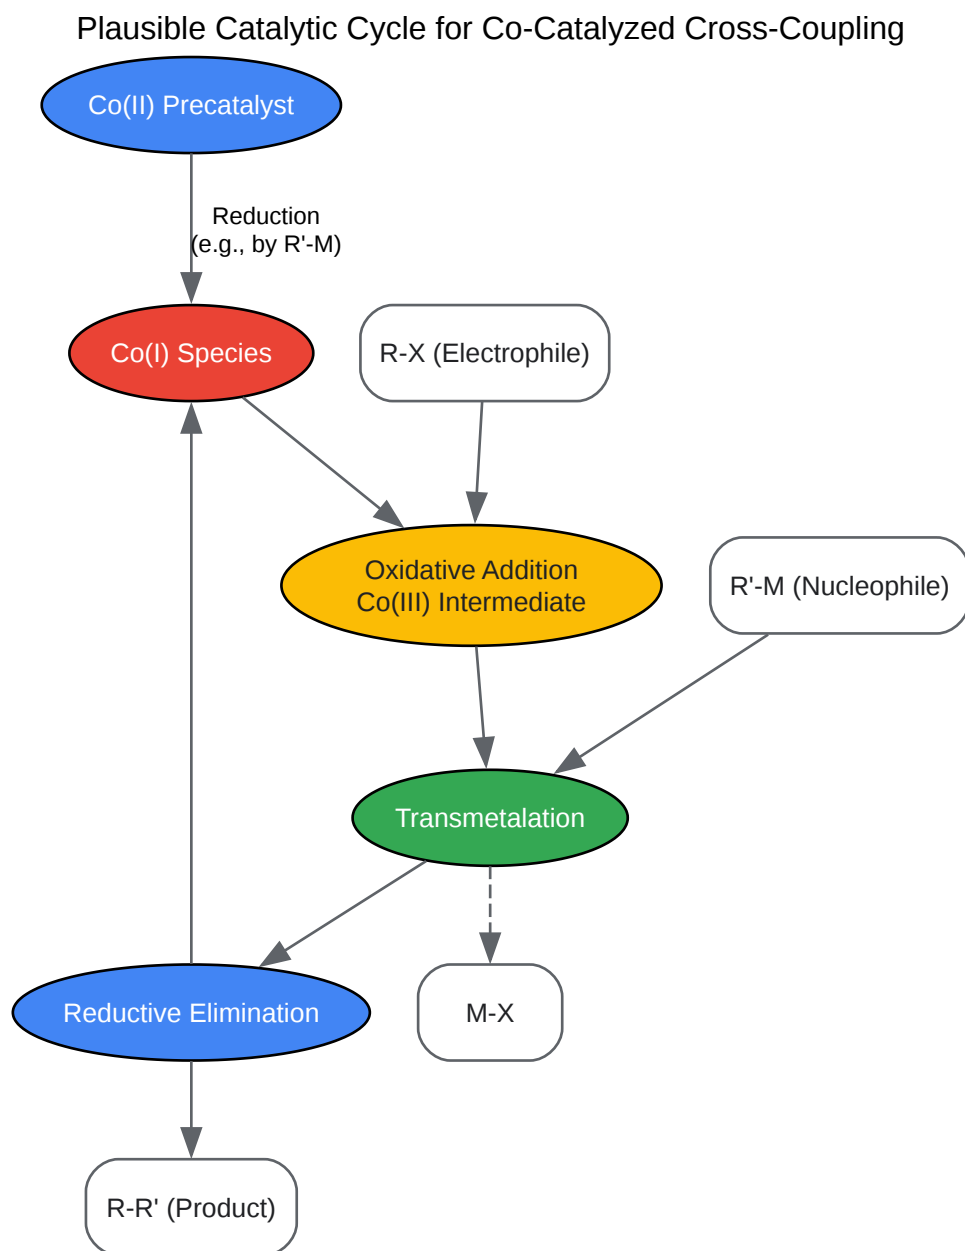 Plausible Catalytic Cycle for Co-Catalyzed Cross-Coupling
Co(II) Precatalyst
Reduction
(e.g., by R'-M)
Co(I) Species
R-X (Electrophile)
Oxidative Addition
Co(III) Intermediate
R'-M (Nucleophile)
Transmetalation
Reductive Elimination
M-X
R-R' (Product)